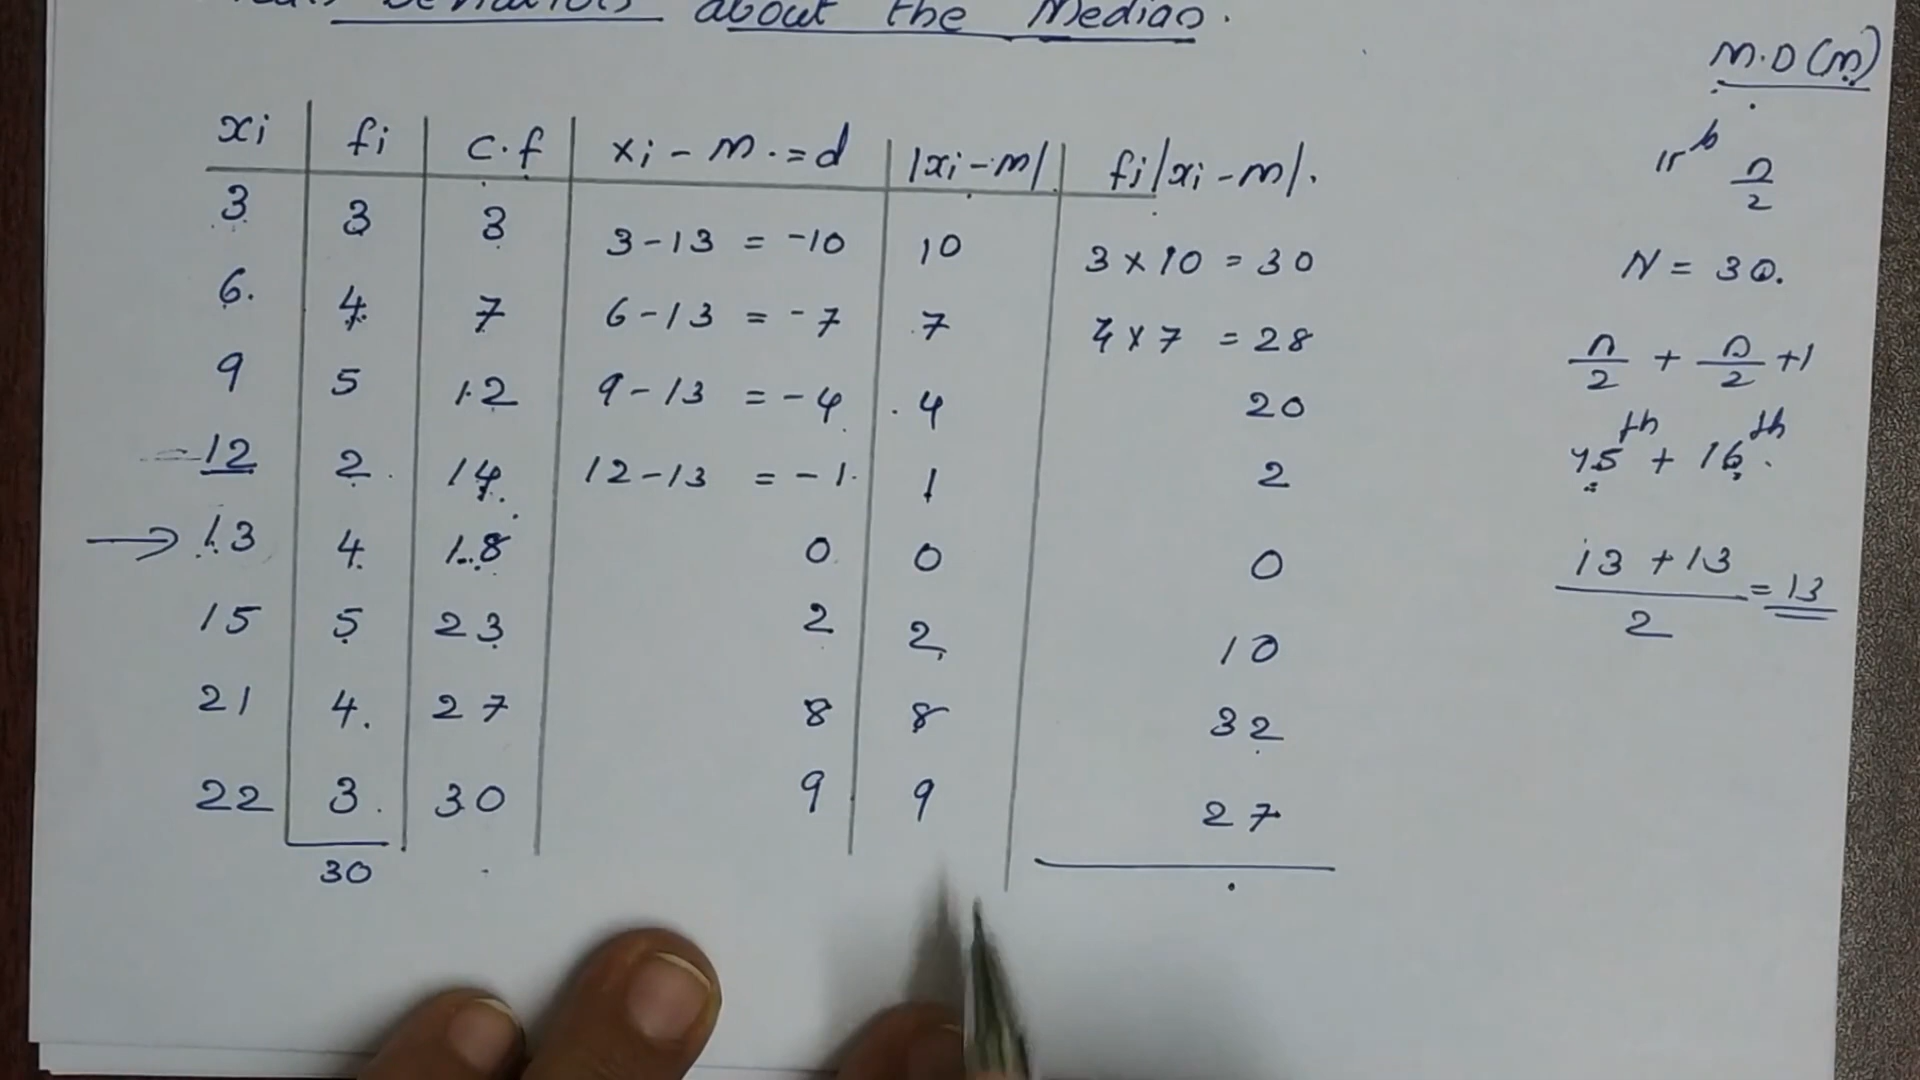 Deviations about the Median.
M.D(M)
xi fi c.f xi - M. = d |xi - M| fi|xi - M|.
3 3 3 3 - 13 = -10 10 3 × 10 = 30
6. 4 7 6 - 13 = -7 7 4 × 7 = 28
9 5 12 9 - 13 = -4 4 20
12 2 14 12 - 13 = -1 1 2
→ 13 4 18 0 0 0
15 5 23 2 2 10
21 4 27 8 8 32
22 3 30 9 9 27
30
n/2
N = 30.
n/2 + n/2 + 1
15th + 16th
13 + 13 / 2 = 13